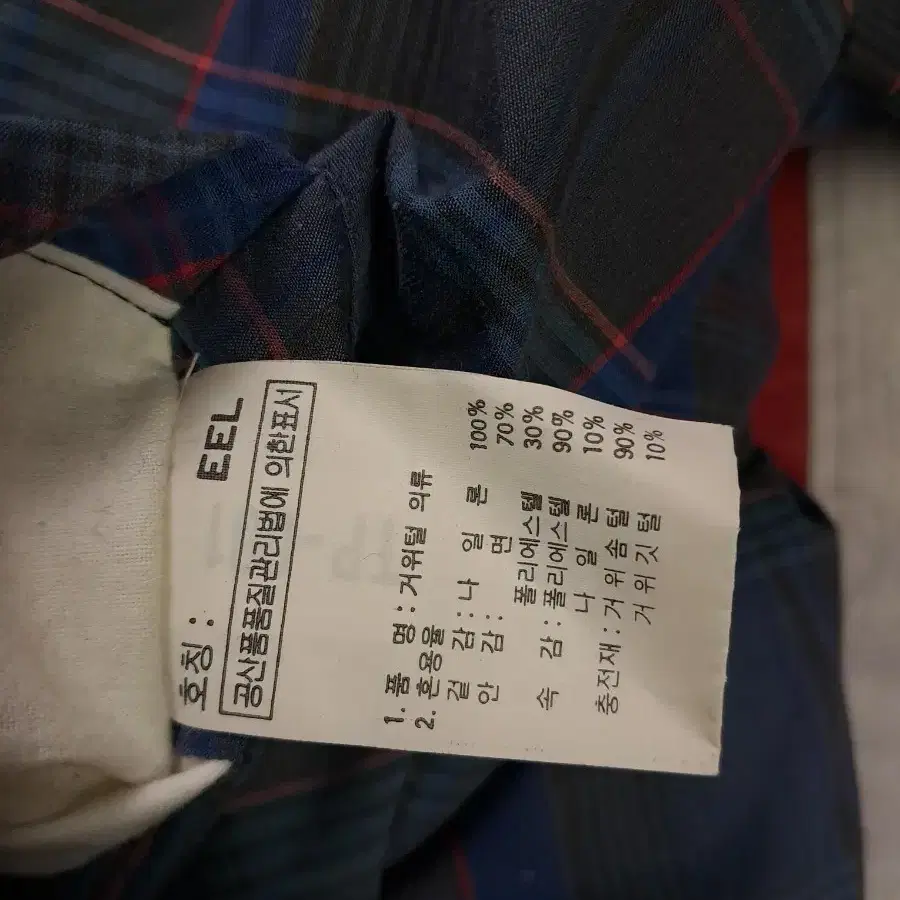 호칭 : EEL
공산품품질관리법에 의한표시
1. 품 명 : 거위털 의류
2. 혼용율
겉 감 : 나 일 론 100%
안 감 : 면 70%
폴리에스텔 30%
속 감 : 폴리에스텔 90%
나 일 론 10%
충전재 : 거 위 솜 털 90%
거 위 깃 털 10%